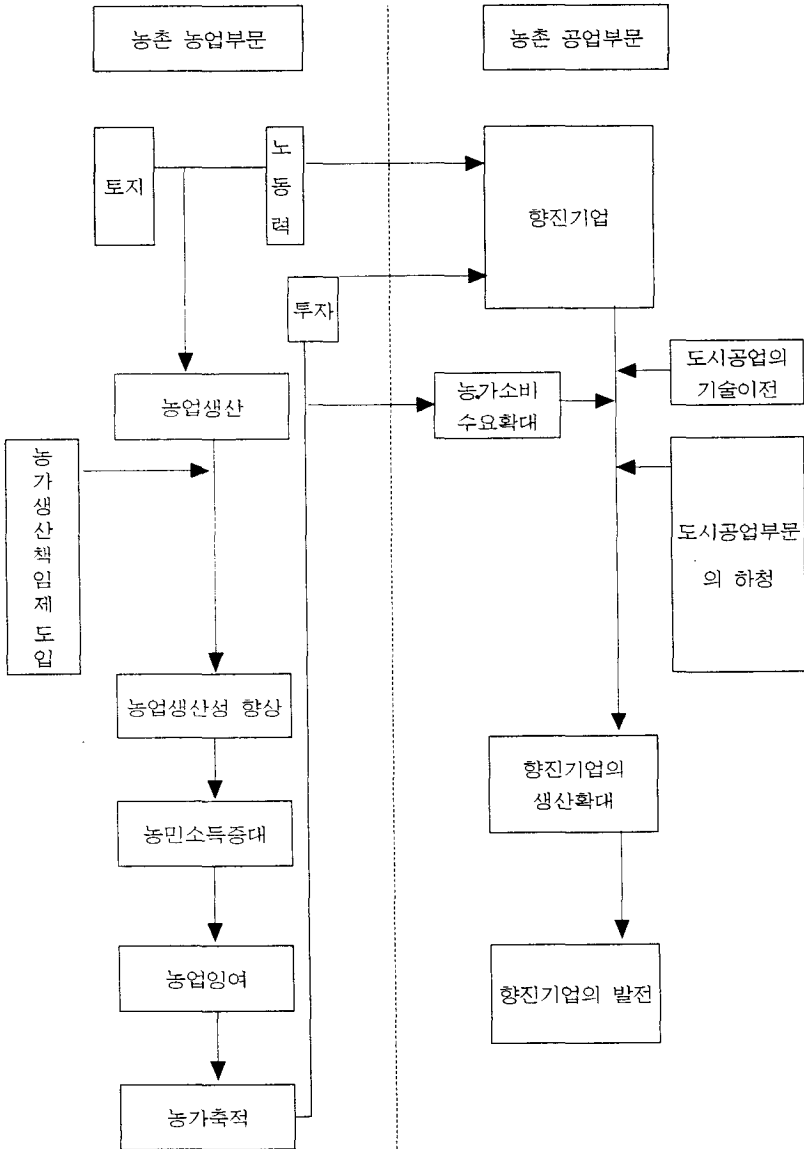 농촌 농업부문
농촌 공업부문
토지
노
동
력
향진기업
투자
농업생산
농가소비
수요확대
도시공업의
기술이전
농
가
생
산
책
임
제
도
입
도시공업부문
의 하청
농업생산성 향상
향진기업의
생산확대
농민소득증대
농업잉여
향진기업의 발전
농가축적